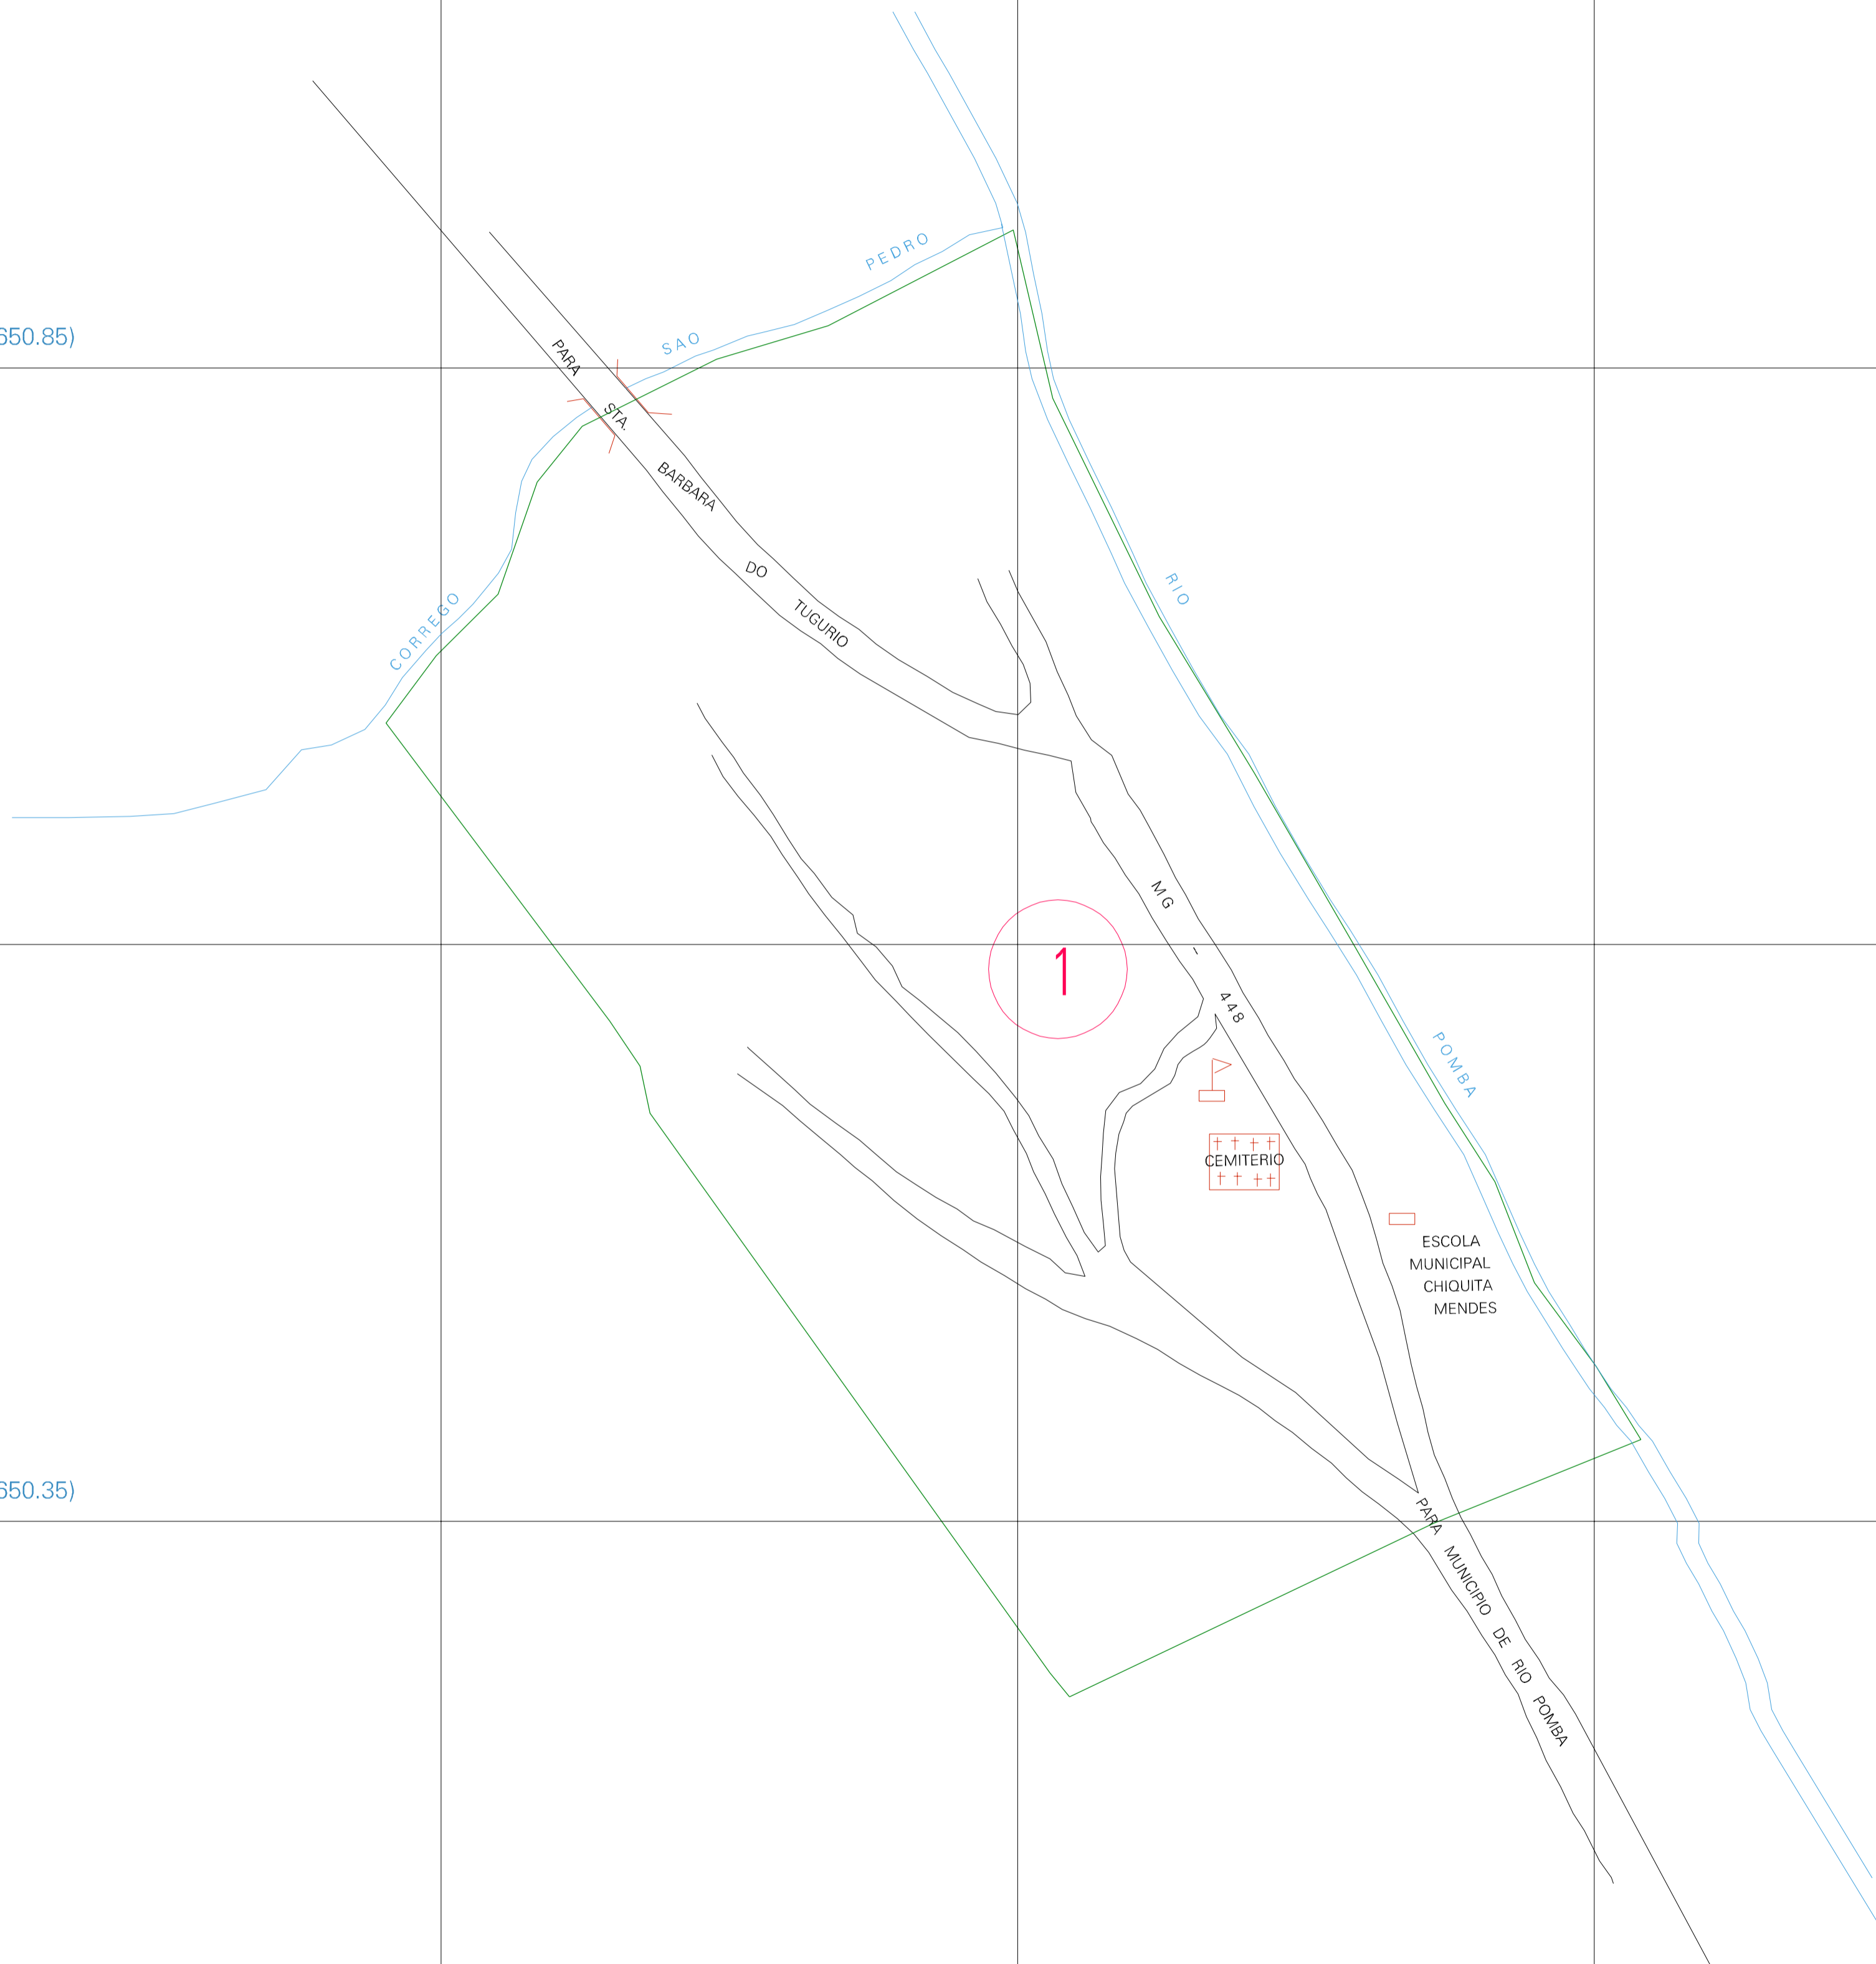 PEDRO
SAO
650.85)
PARA
STA.
BARBARA
DO
TUGURIO
CORREGO
RIO
MG - 448
1
POMBA
CEMITERIO
ESCOLA
MUNICIPAL
CHIQUITA
MENDES
650.35)
PARA MUNICIPIO DE RIO POMBA